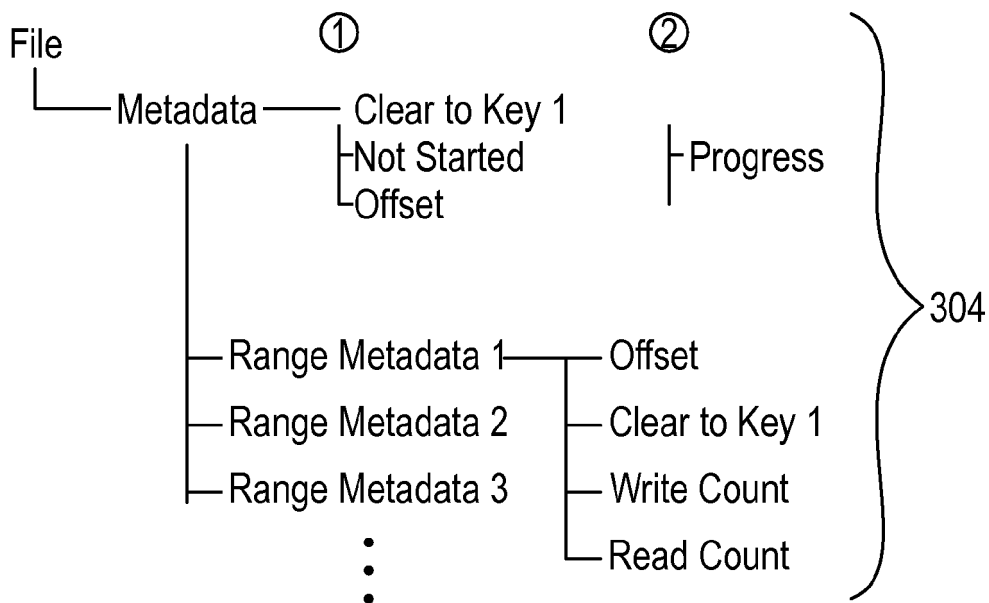 File
① ②
Metadata Clear to Key 1
Not Started Progress
Offset
304
Range Metadata 1 Offset
Range Metadata 2 Clear to Key 1
Range Metadata 3 Write Count
Read Count